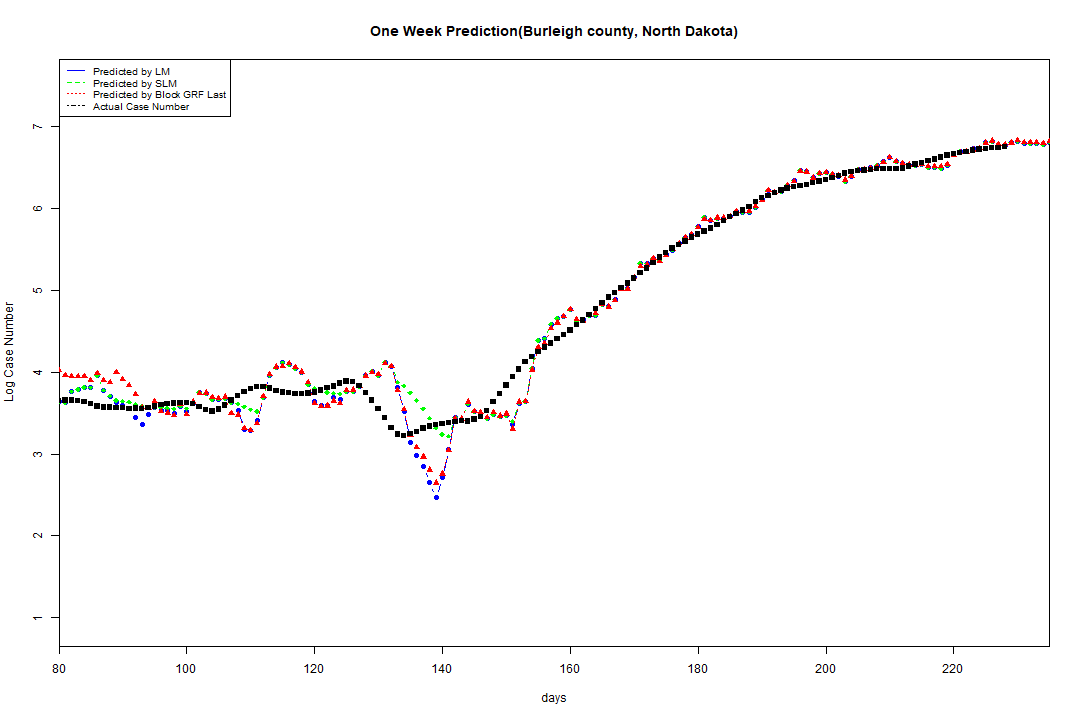 One Week Prediction(Burleigh county, North Dakota)
Predicted by LM
Predicted by SLM
Predicted by Block GRF Last
Actual Case Number
7
6
5
4
3
2
1
Log Case Number
80 100 120 140 160 180 200 220
days